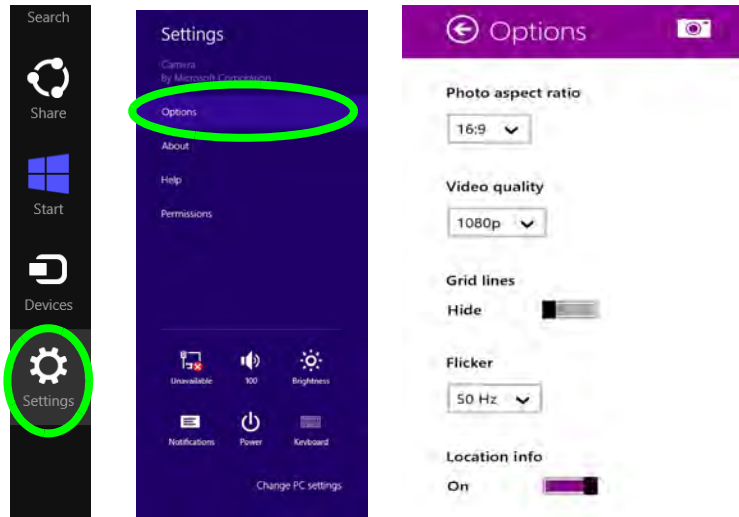 Search
Share
Start
Devices
Settings
Settings
Camera
By Microsoft Corporation
Options
About
Help
Permissions
Unavailable
100
Brightness
Notifications
Power
Keyboard
Change PC settings
Options
Photo aspect ratio
16:9
Video quality
1080p
Grid lines
Hide
Flicker
50 Hz
Location info
On